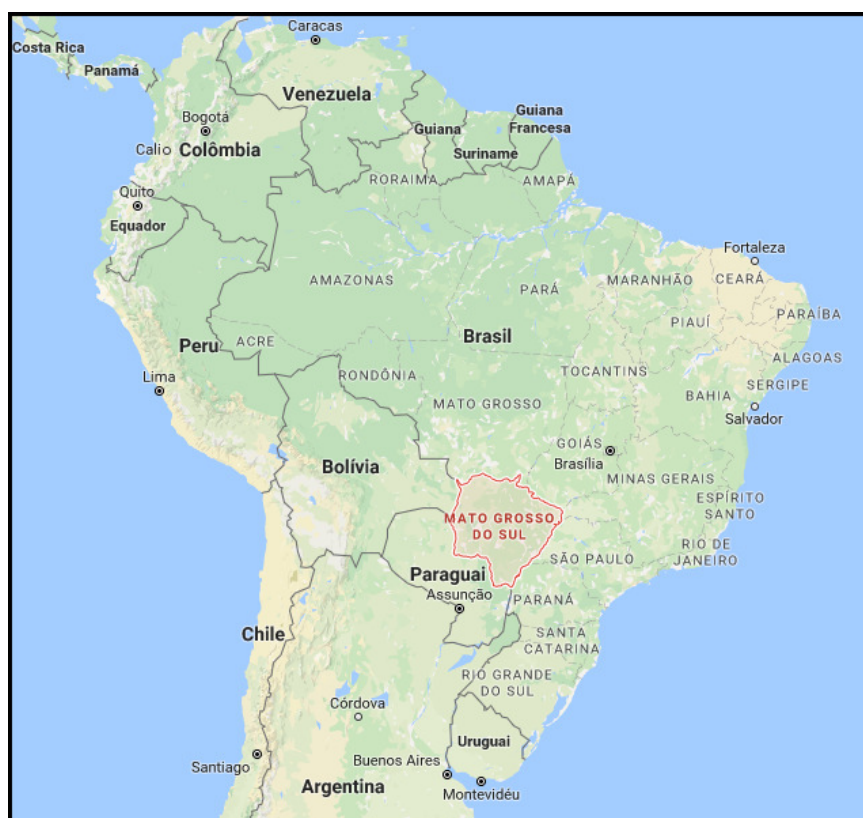 Caracas
Costa Rica
Panamá
Venezuela
Bogotá
Guiana
Guiana
Francesa
Cali
Colômbia
Suriname
RORAIMA
AMAPÁ
Quito
Equador
Fortaleza
AMAZONAS
PARÁ
MARANHÃO
CEARÁ
PARAÍBA
PIAUÍ
Peru
ACRE
Brasil
RONDÔNIA
TOCANTINS
ALAGOAS
Lima
SERGIPE
BAHIA
MATO GROSSO
Salvador
GOIÁS
Brasília
Bolívia
MINAS GERAIS
ESPÍRITO
SANTO
MATO GROSSO
DO SUL
RIO DE
JANEIRO
SÃO PAULO
Paraguai
Assunção
PARANÁ
Chile
SANTA
CATARINA
RIO GRANDE
DO SUL
Córdova
Uruguai
Santiago
Buenos Aires
Argentina
Montevidéu